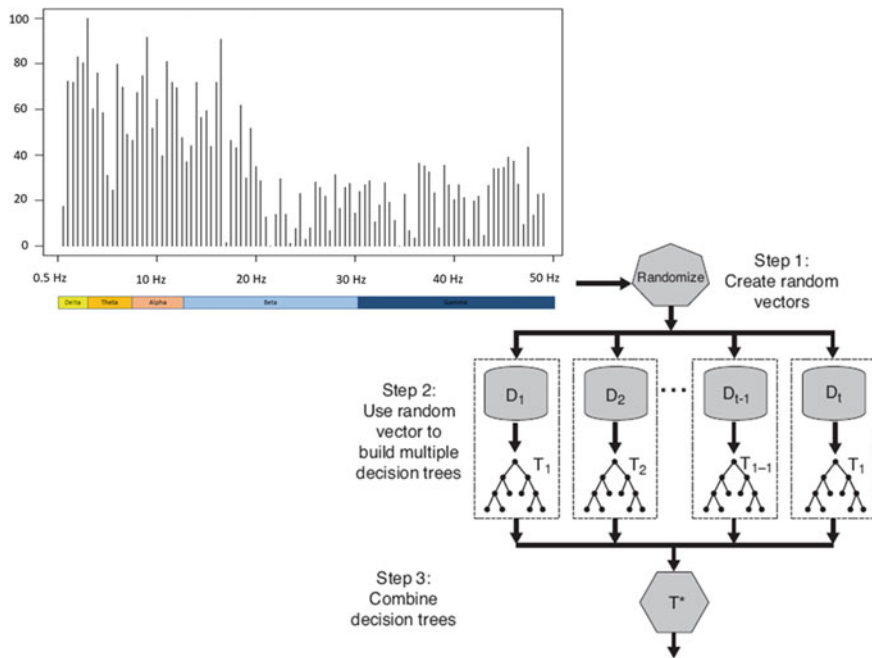 100
80
60
40
20
0
0.5 Hz 10 Hz 20 Hz 30 Hz 40 Hz 50 Hz
Delta Theta Alpha Beta Gamma
Randomize
Step 1:
Create random
vectors
Step 2:
Use random
vector to
build multiple
decision trees
D1 D2 ... Dt-1 Dt
T1 T2 T1–1 T1
Step 3:
Combine
decision trees
T*